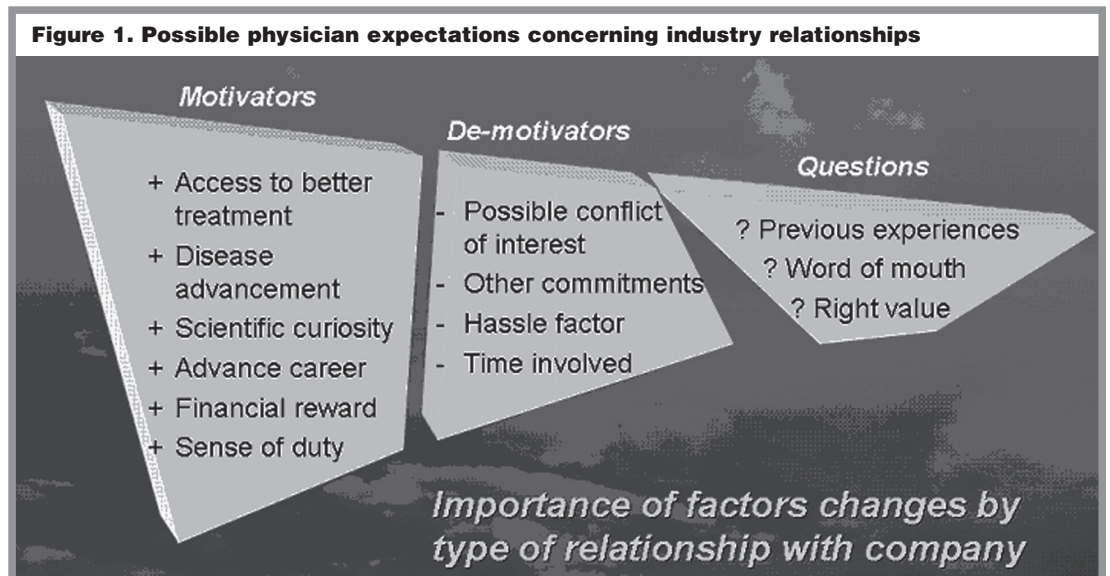 Figure 1. Possible physician expectations concerning industry relationships
Motivators
+ Access to better
treatment
+ Disease
advancement
+ Scientific curiosity
+ Advance career
+ Financial reward
+ Sense of duty
De-motivators
- Possible conflict
of interest
- Other commitments
- Hassle factor
- Time involved
Questions
? Previous experiences
? Word of mouth
? Right value
Importance of factors changes by
type of relationship with company